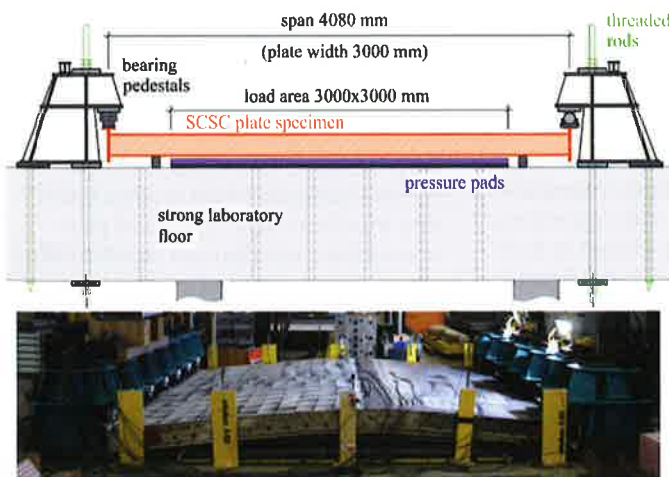 span 4080 mm
(plate width 3000 mm)
threaded
rods
bearing
pedestals
load area 3000x3000 mm
SCSC plate specimen
pressure pads
strong laboratory
floor